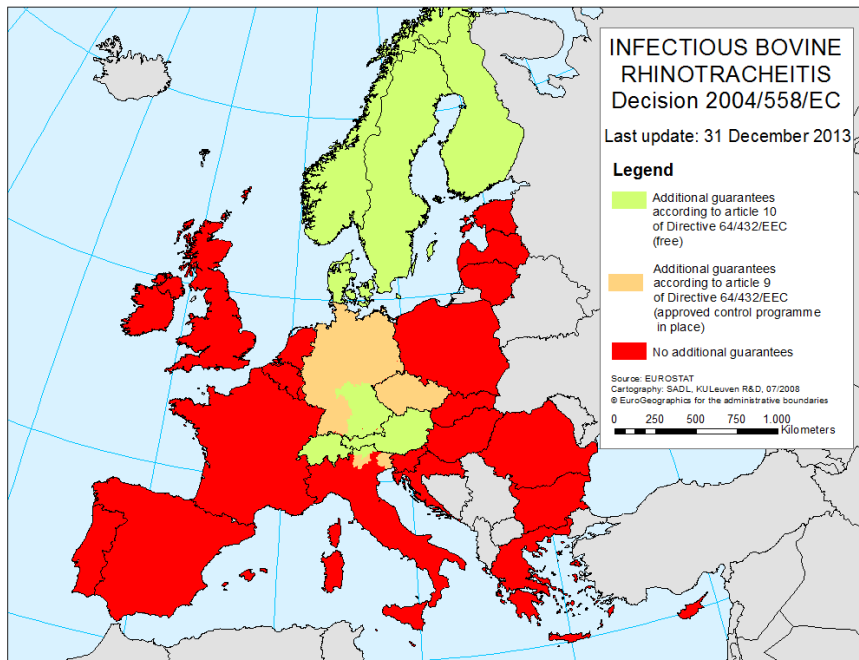 INFECTIOUS BOVINE
RHINOTRACHEITIS
Decision 2004/558/EC
Last update: 31 December 2013
Legend
Additional guarantees
according to article 10
of Directive 64/432/EEC
(free)
Additional guarantees
according to article 9
of Directive 64/432/EEC
(approved control programme
in place)
No additional guarantees
Source: EUROSTAT
Cartography: SADL, KULeuven R&D, 07/2008
© EuroGeographics for the administrative boundaries
0 250 500 750 1.000
Kilometers